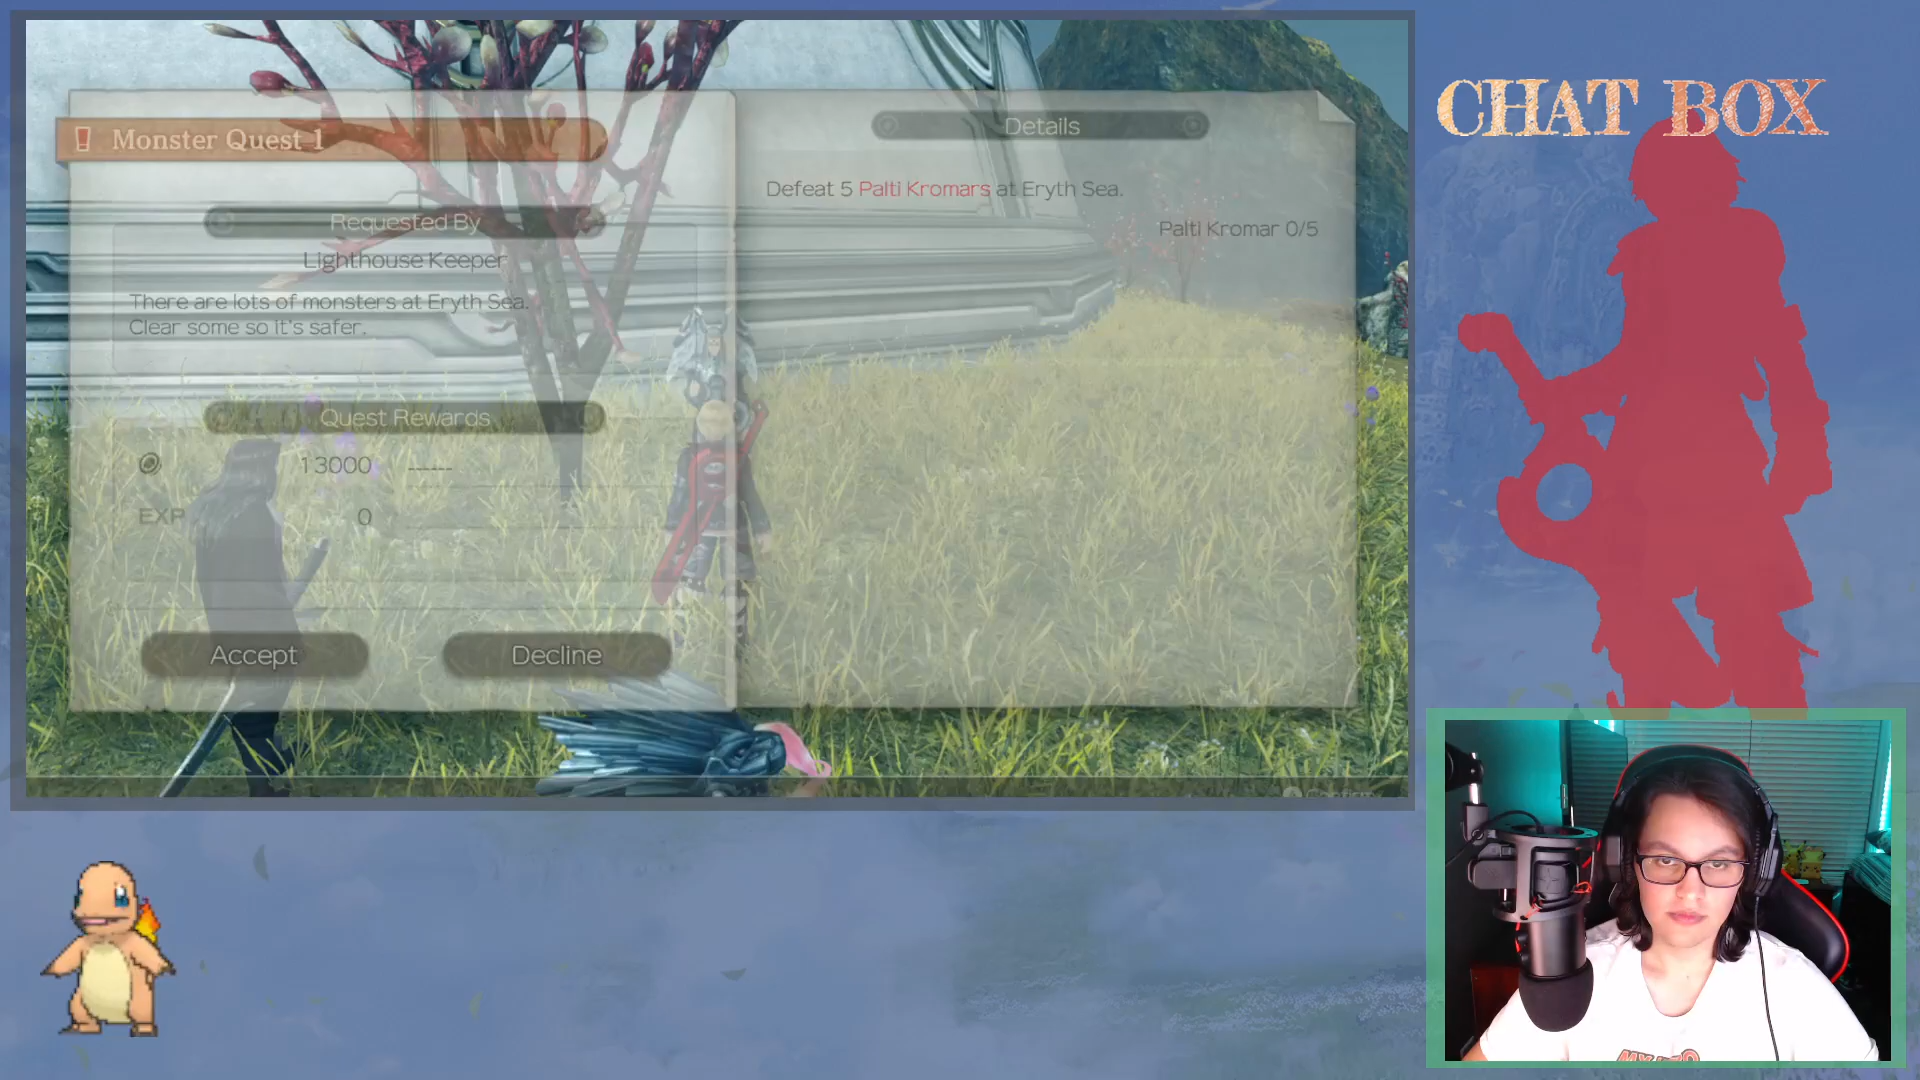 CHAT BOX
Monster Quest 1
Requested By
Lighthouse Keeper
There are lots of monsters at Eryth Sea.
Clear some so it's safer.
Quest Rewards
13000 ------
EXP 0
Accept
Decline
Details
Defeat 5 Palti Kromars at Eryth Sea.
Palti Kromar 0/5
Confirm